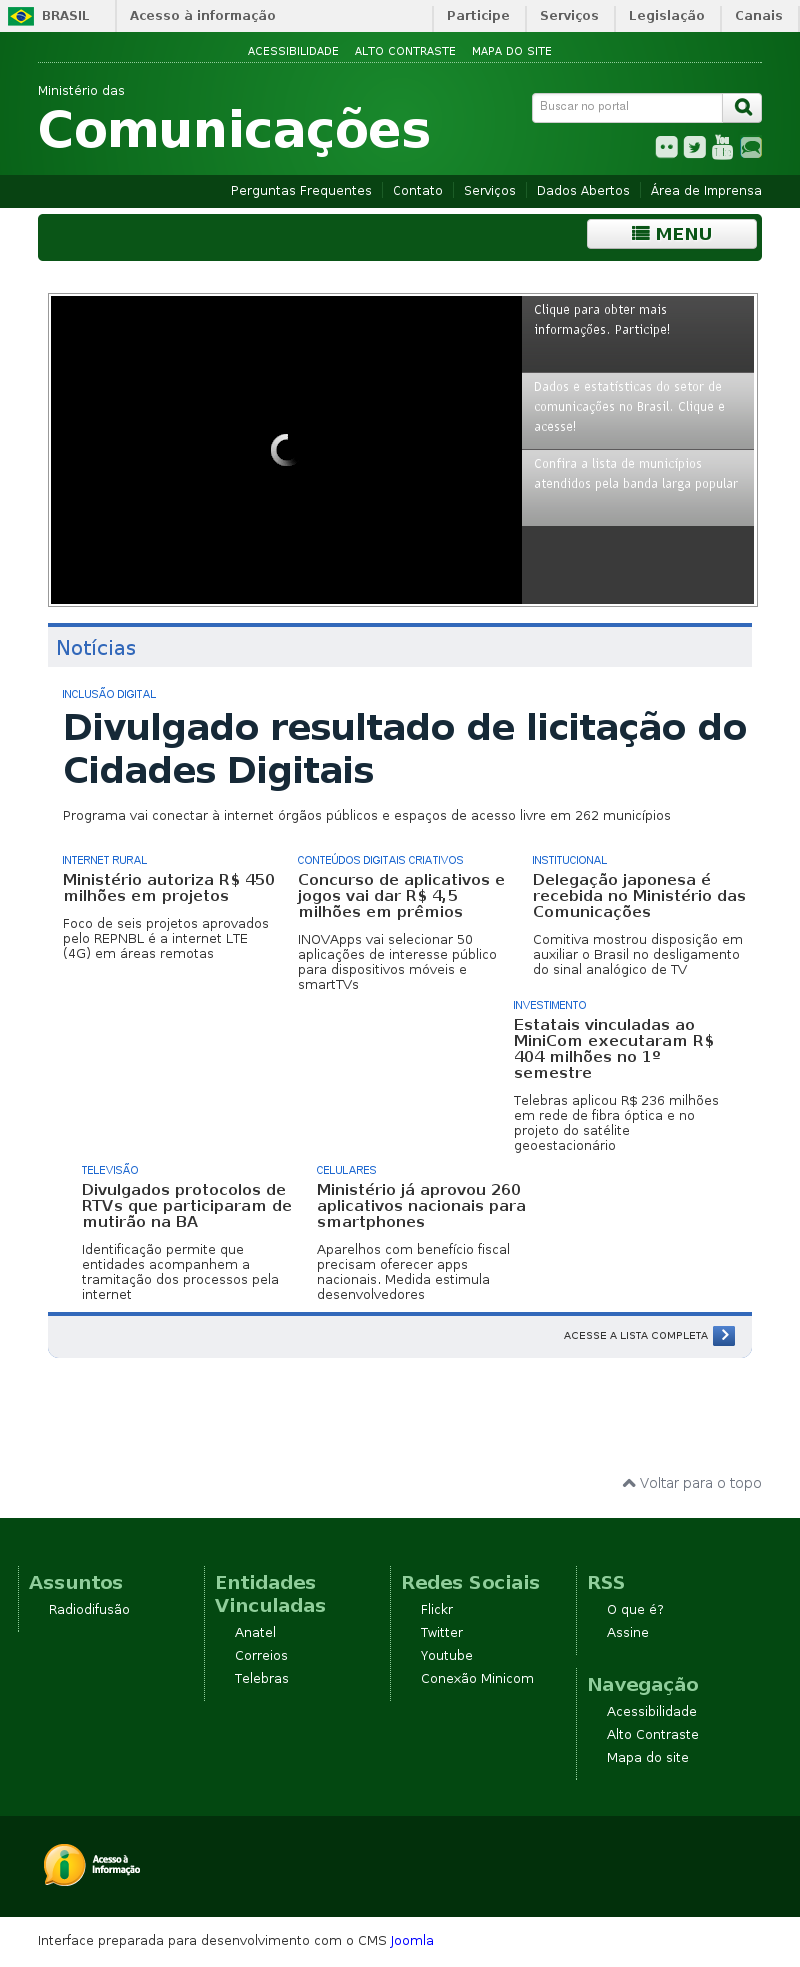 BRASIL
Acesso à informação
Participe
Serviços
Legislação
Canais
ACESSIBILIDADE
ALTO CONTRASTE
MAPA DO SITE
Ministério das
Comunicações
Buscar no portal
You
Perguntas Frequentes
Contato
Serviços
Dados Abertos
Área de Imprensa
MENU
Clique para obter mais
informações. Participe!
Dados e estatísticas do setor de
comunicações no Brasil. Clique e
acesse!
Confira a lista de municípios
atendidos pela banda larga popular
Notícias
INCLUSÃO DIGITAL
Divulgado resultado de licitação do
Cidades Digitais
Programa vai conectar à internet órgãos públicos e espaços de acesso livre em 262 municípios
INTERNET RURAL
Ministério autoriza R$ 450
milhões em projetos
Foco de seis projetos aprovados
pelo REPNBL é a internet LTE
(4G) em áreas remotas
CONTEÚDOS DIGITAIS CRIATIVOS
Concurso de aplicativos e
jogos vai dar R$ 4,5
milhões em prêmios
INOVApps vai selecionar 50
aplicações de interesse público
para dispositivos móveis e
smartTVs
INSTITUCIONAL
Delegação japonesa é
recebida no Ministério das
Comunicações
Comitiva mostrou disposição em
auxiliar o Brasil no desligamento
do sinal analógico de TV
INVESTIMENTO
Estatais vinculadas ao
MiniCom executaram R$
404 milhões no 1º
semestre
Telebras aplicou R$ 236 milhões
em rede de fibra óptica e no
projeto do satélite
geoestacionário
TELEVISÃO
Divulgados protocolos de
RTVs que participaram de
mutirão na BA
Identificação permite que
entidades acompanhem a
tramitação dos processos pela
internet
CELULARES
Ministério já aprovou 260
aplicativos nacionais para
smartphones
Aparelhos com benefício fiscal
precisam oferecer apps
nacionais. Medida estimula
desenvolvedores
ACESSE A LISTA COMPLETA
Voltar para o topo
Assuntos
Radiodifusão
Entidades
Vinculadas
Anatel
Correios
Telebras
Redes Sociais
Flickr
Twitter
Youtube
Conexão Minicom
RSS
O que é?
Assine
Navegação
Acessibilidade
Alto Contraste
Mapa do site
Acesso à
Informação
Interface preparada para desenvolvimento com o CMS Joomla